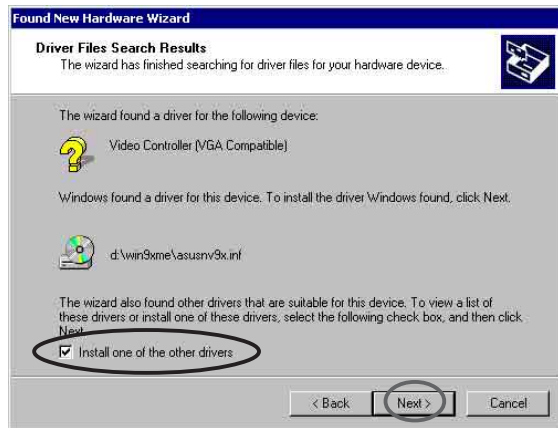 Found New Hardware Wizard
Driver Files Search Results
The wizard has finished searching for driver files for your hardware device.
The wizard found a driver for the following device:
Video Controller (VGA Compatible)
Windows found a driver for this device. To install the driver Windows found, click Next.
d:\win9xme\asusnv9x.inf
The wizard also found other drivers that are suitable for this device. To view a list of
these drivers or install one of these drivers, select the following check box, and then click
Next.
Install one of the other drivers
< Back
Next >
Cancel